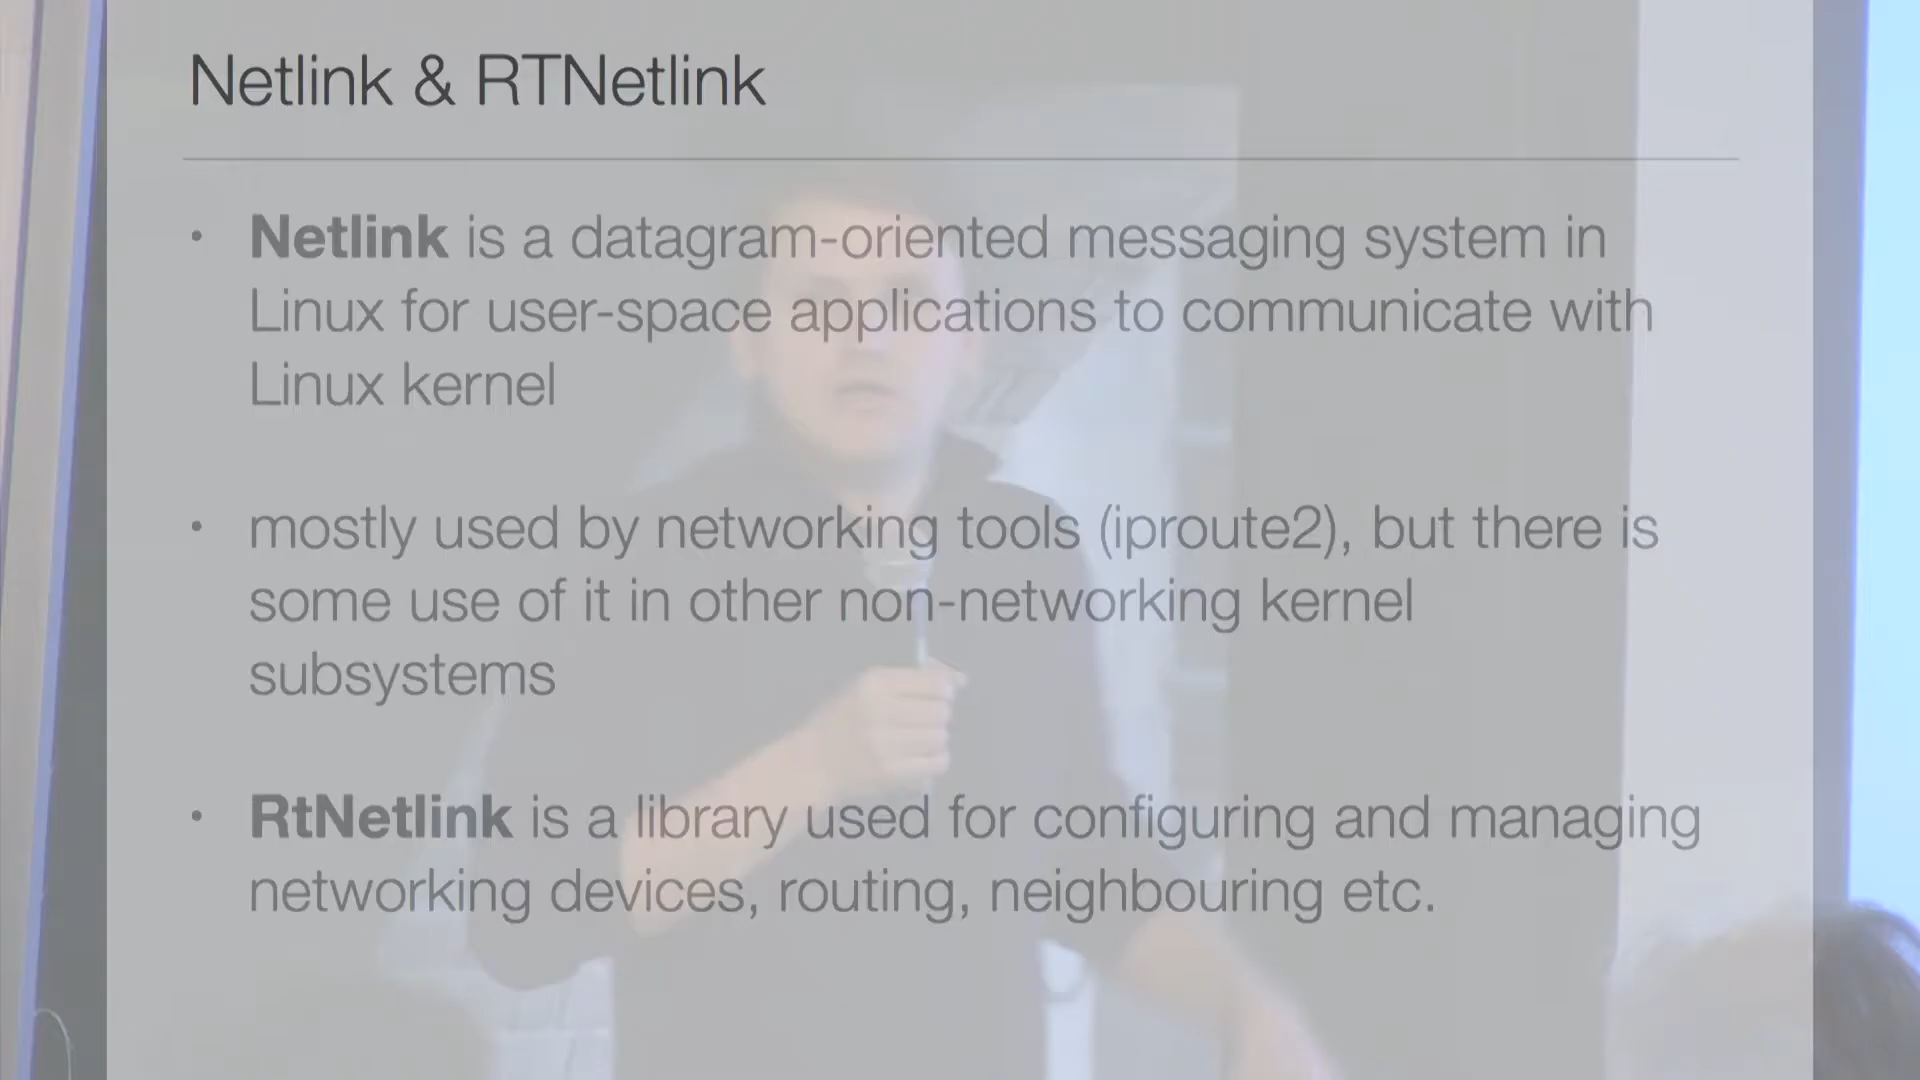 Netlink & RTNetlink
• Netlink is a datagram-oriented messaging system in
Linux for user-space applications to communicate with
Linux kernel
• mostly used by networking tools (iproute2), but there is
some use of it in other non-networking kernel
subsystems
• RtNetlink is a library used for configuring and managing
networking devices, routing, neighbouring etc.